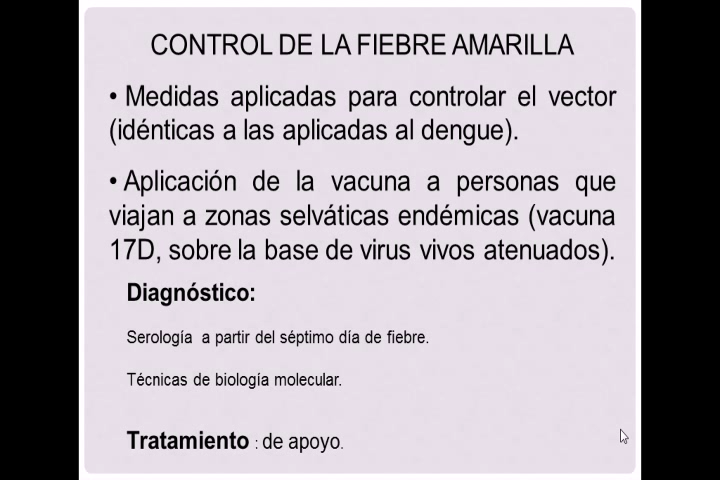 CONTROL DE LA FIEBRE AMARILLA
• Medidas aplicadas para controlar el vector
(idénticas a las aplicadas al dengue).
• Aplicación de la vacuna a personas que
viajan a zonas selváticas endémicas (vacuna
17D, sobre la base de virus vivos atenuados).
Diagnóstico:
Serología a partir del séptimo día de fiebre.
Técnicas de biología molecular.
Tratamiento : de apoyo.